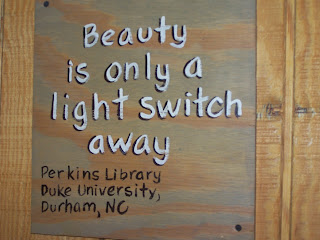 Beauty
is only a
light switch
away
Perkins Library
Duke University,
Durham, NC